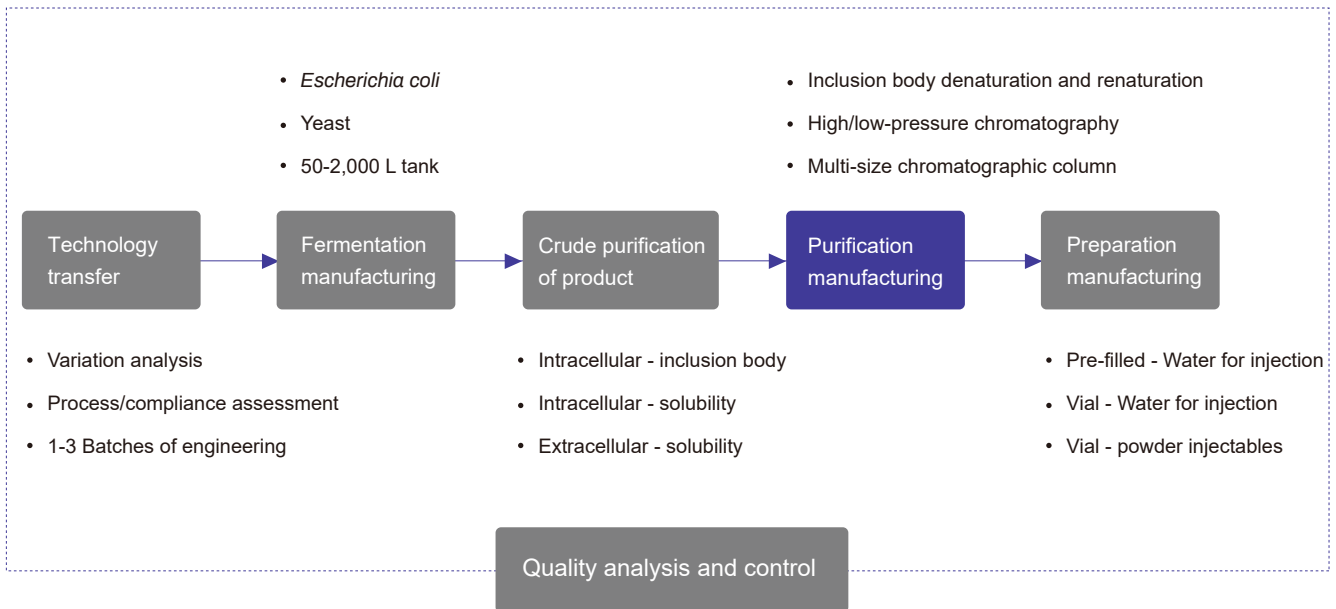 • Escherichia coli
• Yeast
• 50-2,000 L tank
• Inclusion body denaturation and renaturation
• High/low-pressure chromatography
• Multi-size chromatographic column
Technology
transfer
Fermentation
manufacturing
Crude purification
of product
Purification
manufacturing
Preparation
manufacturing
• Variation analysis
• Process/compliance assessment
• 1-3 Batches of engineering
• Intracellular - inclusion body
• Intracellular - solubility
• Extracellular - solubility
• Pre-filled - Water for injection
• Vial - Water for injection
• Vial - powder injectables
Quality analysis and control